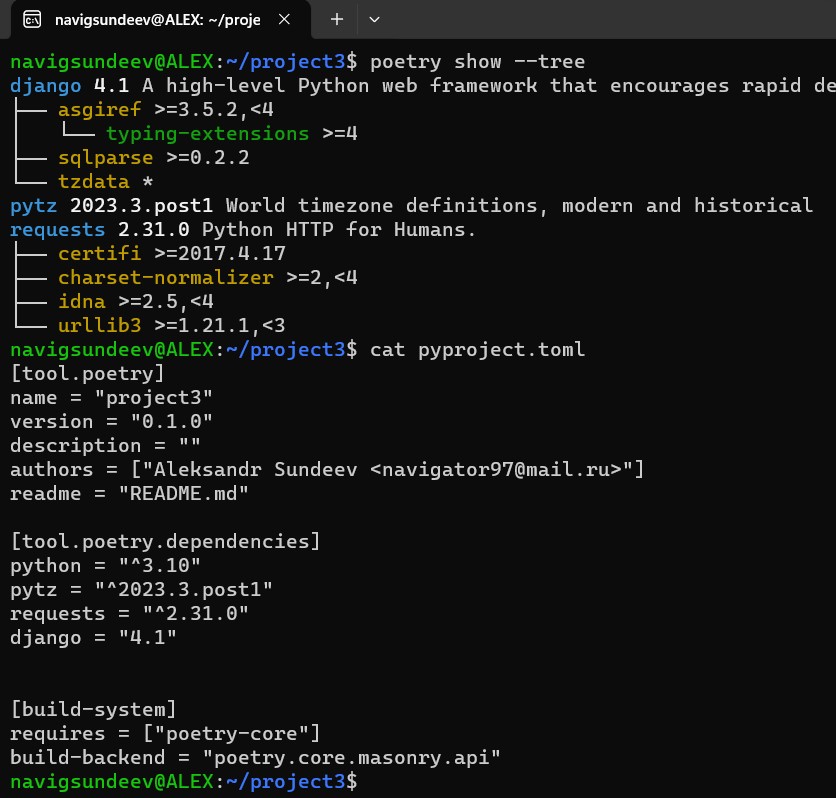 navigsundeev@ALEX: ~/proje
navigsundeev@ALEX:~/project3$ poetry show --tree
django 4.1 A high-level Python web framework that encourages rapid de
├── asgiref >=3.5.2,<4
│   └── typing-extensions >=4
├── sqlparse >=0.2.2
└── tzdata *
pytz 2023.3.post1 World timezone definitions, modern and historical
requests 2.31.0 Python HTTP for Humans.
├── certifi >=2017.4.17
├── charset-normalizer >=2,<4
├── idna >=2.5,<4
└── urllib3 >=1.21.1,<3
navigsundeev@ALEX:~/project3$ cat pyproject.toml
[tool.poetry]
name = "project3"
version = "0.1.0"
description = ""
authors = ["Aleksandr Sundeev <navigator97@mail.ru>"]
readme = "README.md"

[tool.poetry.dependencies]
python = "^3.10"
pytz = "^2023.3.post1"
requests = "^2.31.0"
django = "4.1"

[build-system]
requires = ["poetry-core"]
build-backend = "poetry.core.masonry.api"
navigsundeev@ALEX:~/project3$